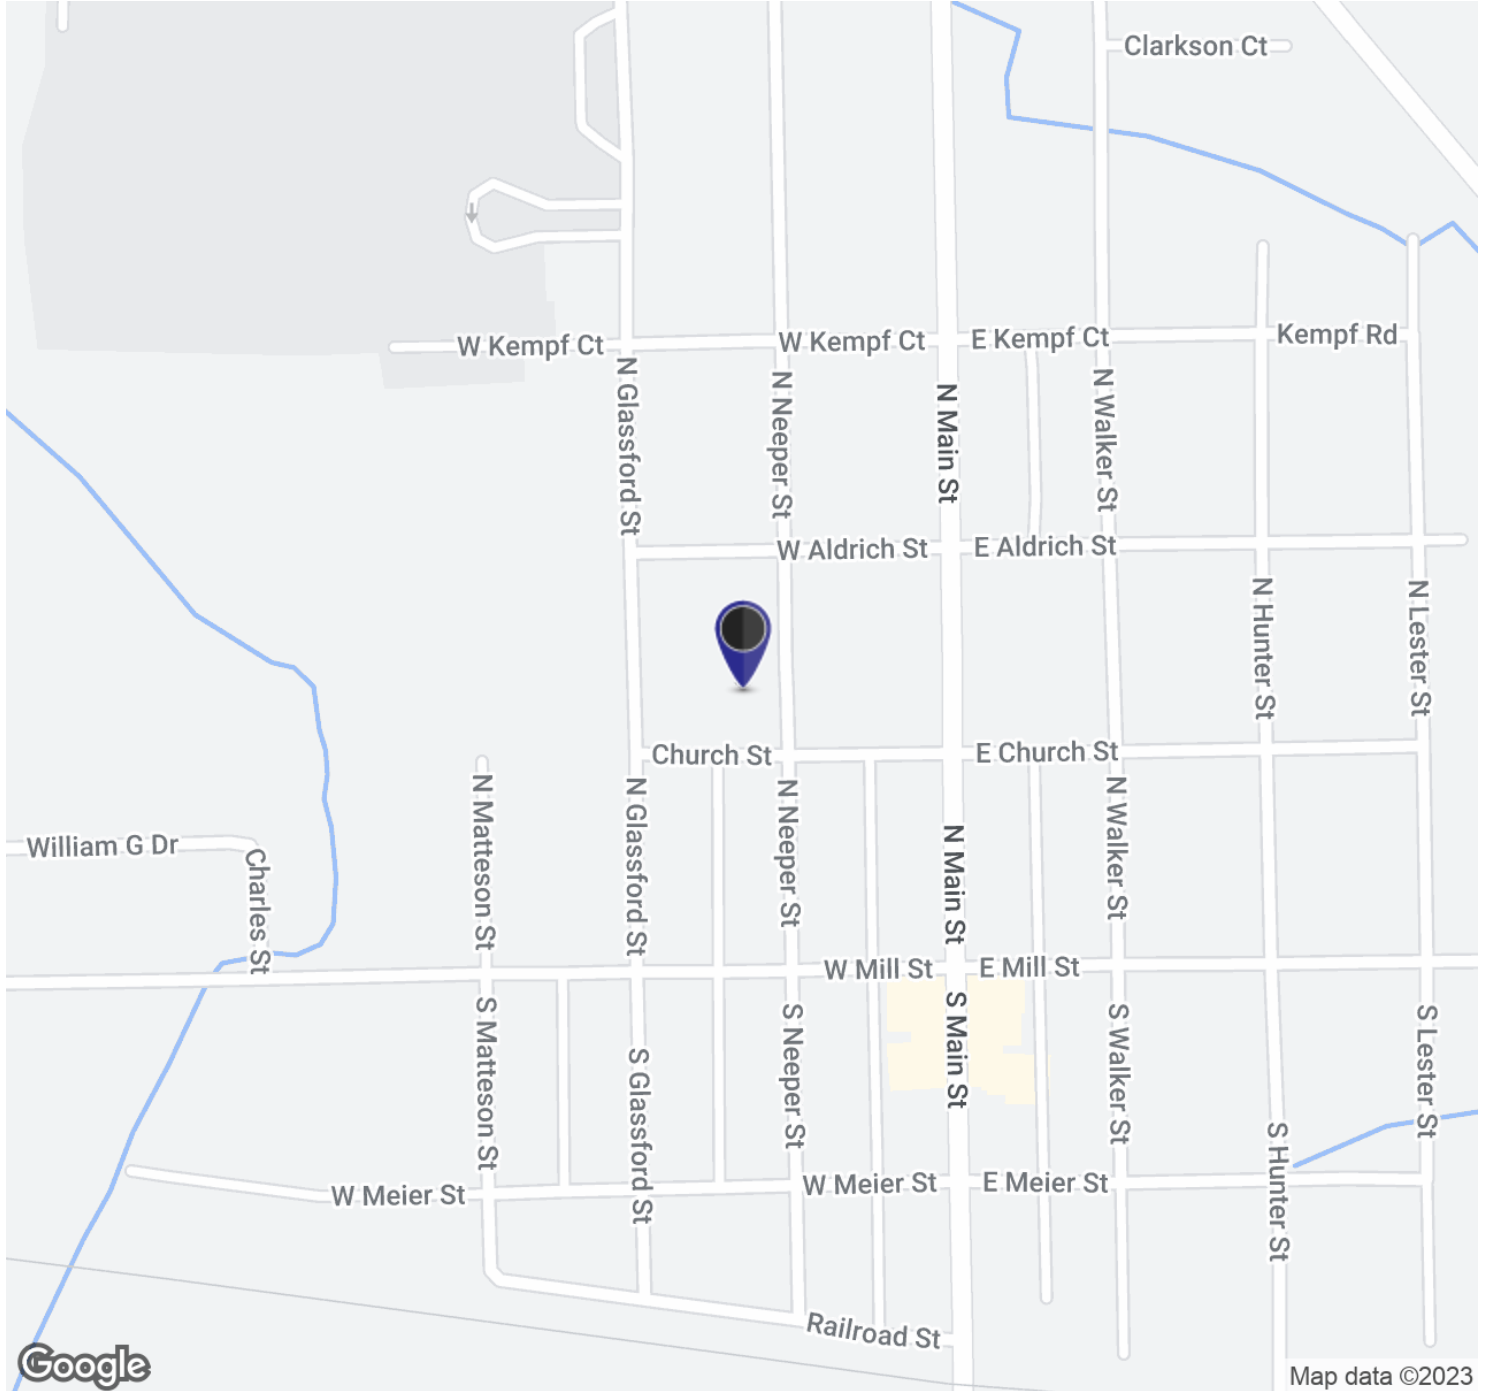 Clarkson Ct
W Kempf Ct
W Kempf Ct
E Kempf Ct
Kempf Rd
N Glassford St
N Neeper St
N Main St
N Walker St
W Aldrich St
E Aldrich St
N Hunter St
N Lester St
Church St
E Church St
N Matteson St
N Glassford St
N Neeper St
N Main St
N Walker St
William G Dr
Charles St
W Mill St
E Mill St
S Matteson St
S Glassford St
S Neeper St
S Main St
S Walker St
S Hunter St
S Lester St
W Meier St
W Meier St
E Meier St
Railroad St
Google
Map data ©2023